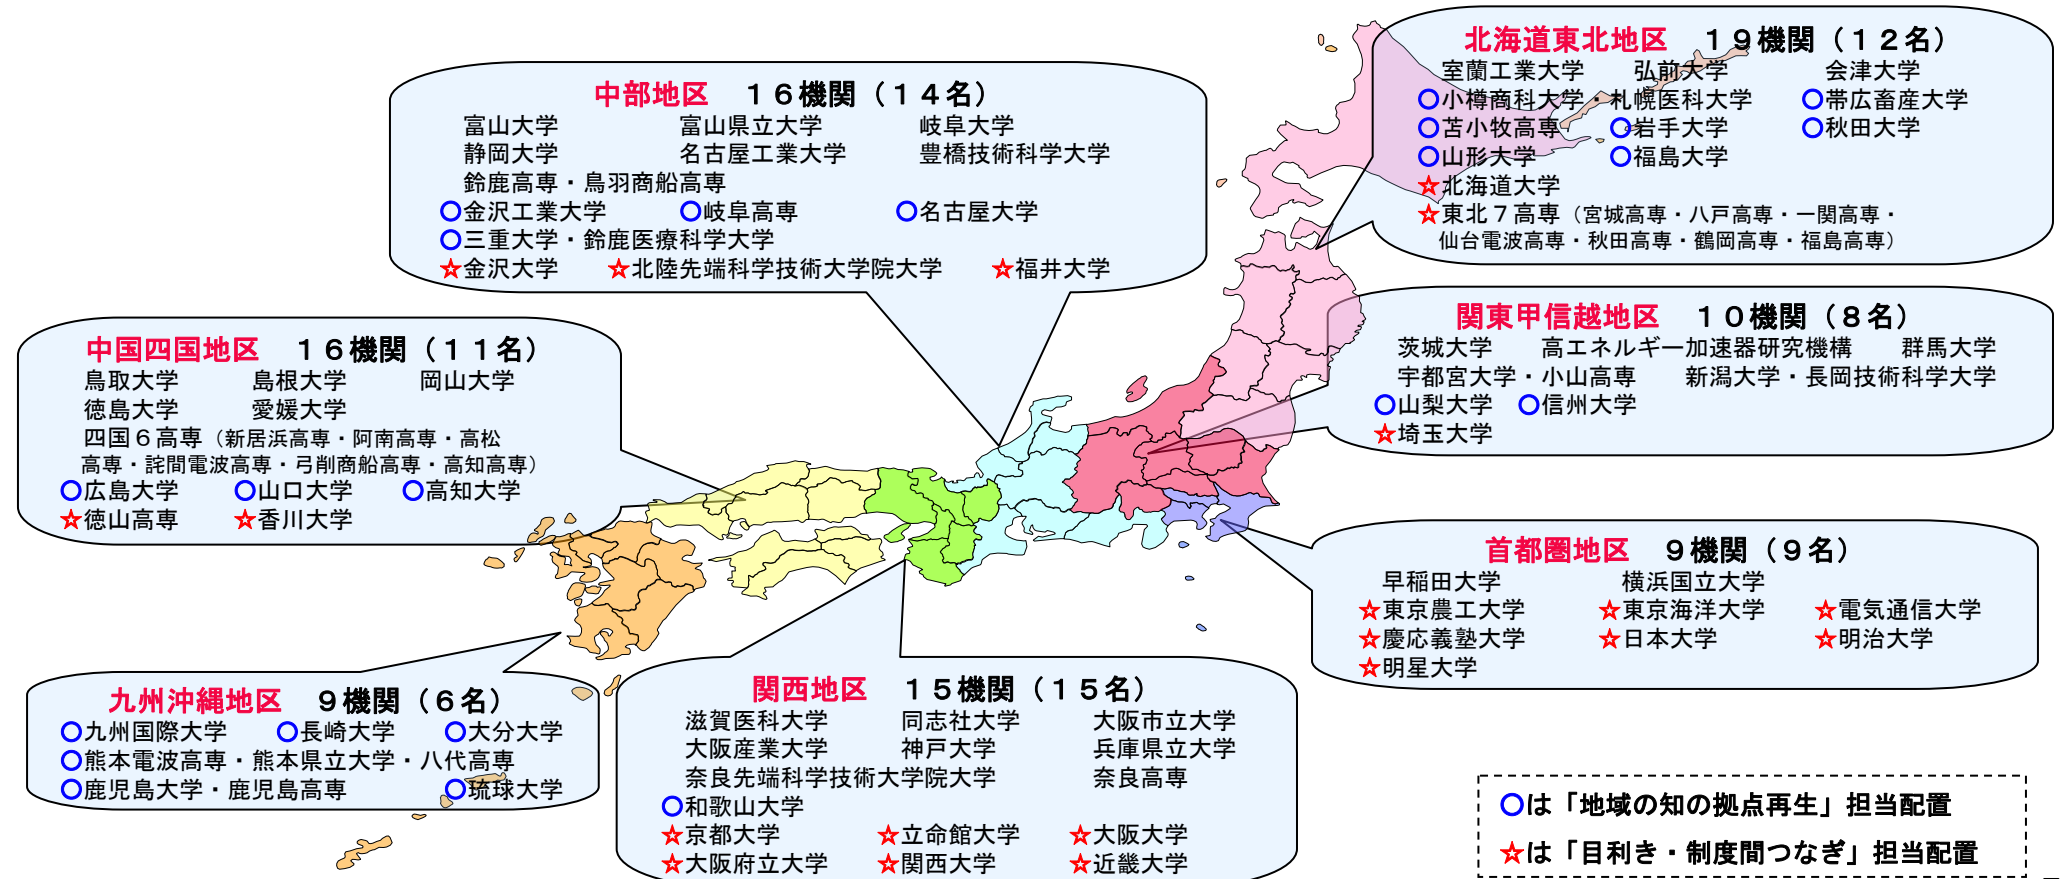 北海道東北地区 １９機関（１２名）
室蘭工業大学 弘前大学 会津大学
○小樽商科大学・札幌医科大学 ○帯広畜産大学
○苫小牧高専 ○岩手大学 ○秋田大学
○山形大学 ○福島大学
☆北海道大学
☆東北７高専（宮城高専・八戸高専・一関高専・
仙台電波高専・秋田高専・鶴岡高専・福島高専）
中部地区 １６機関（１４名）
富山大学 富山県立大学 岐阜大学
静岡大学 名古屋工業大学 豊橋技術科学大学
鈴鹿高専・鳥羽商船高専
○金沢工業大学 ○岐阜高専 ○名古屋大学
○三重大学・鈴鹿医療科学大学
☆金沢大学 ☆北陸先端科学技術大学院大学 ☆福井大学
関東甲信越地区 １０機関（８名）
茨城大学 高エネルギー加速器研究機構 群馬大学
宇都宮大学・小山高専 新潟大学・長岡技術科学大学
○山梨大学 ○信州大学
☆埼玉大学
中国四国地区 １６機関（１１名）
鳥取大学 島根大学 岡山大学
徳島大学 愛媛大学
四国６高専（新居浜高専・阿南高専・高松
高専・詫間電波高専・弓削商船高専・高知高専）
○広島大学 ○山口大学 ○高知大学
☆徳山高専 ☆香川大学
首都圏地区 ９機関（９名）
早稲田大学 横浜国立大学
☆東京農工大学 ☆東京海洋大学 ☆電気通信大学
☆慶応義塾大学 ☆日本大学 ☆明治大学
☆明星大学
九州沖縄地区 ９機関（６名）
○九州国際大学 ○長崎大学 ○大分大学
○熊本電波高専・熊本県立大学・八代高専
○鹿児島大学・鹿児島高専 ○琉球大学
関西地区 １５機関（１５名）
滋賀医科大学 同志社大学 大阪市立大学
大阪産業大学 神戸大学 兵庫県立大学
奈良先端科学技術大学院大学 奈良高専
○和歌山大学
☆京都大学 ☆立命館大学 ☆大阪大学
☆大阪府立大学 ☆関西大学 ☆近畿大学
○は「地域の知の拠点再生」担当配置
☆は「目利き・制度間つなぎ」担当配置